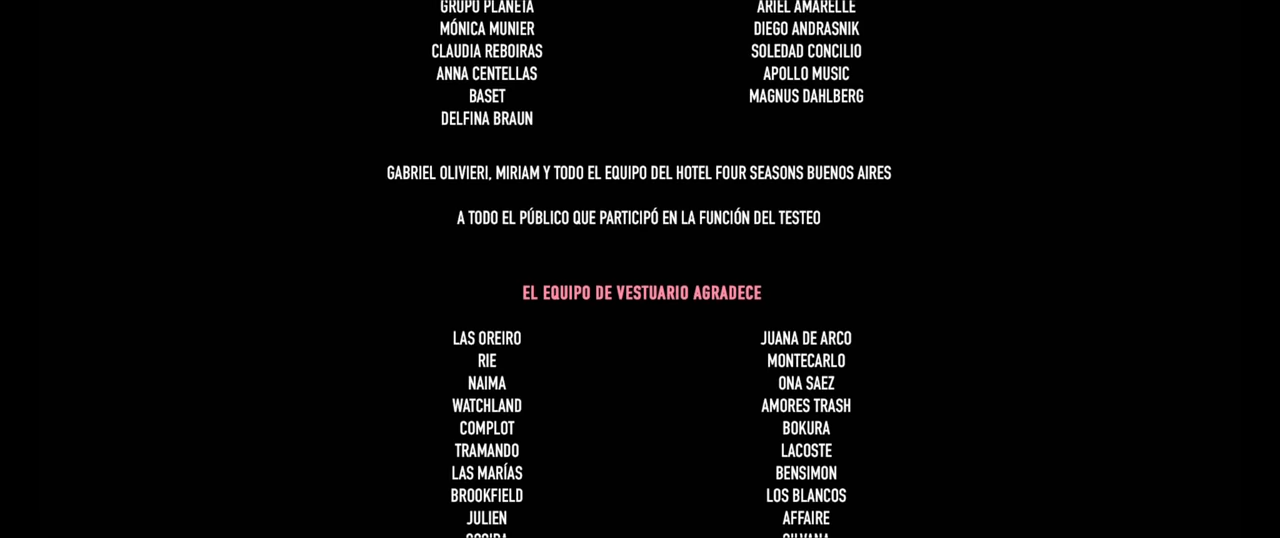 GRUPO PLANETA
ARIEL AMARELLE
MÓNICA MUNIER
DIEGO ANDRASNIK
CLAUDIA REBOIRAS
SOLEDAD CONCILIO
ANNA CENTELLAS
APOLLO MUSIC
BASET
MAGNUS DAHLBERG
DELFINA BRAUN
GABRIEL OLIVIERI, MIRIAM Y TODO EL EQUIPO DEL HOTEL FOUR SEASONS BUENOS AIRES
A TODO EL PÚBLICO QUE PARTICIPÓ EN LA FUNCIÓN DEL TESTEO
EL EQUIPO DE VESTUARIO AGRADECE
LAS OREIRO
JUANA DE ARCO
RIE
MONTECARLO
NAIMA
ONA SAEZ
WATCHLAND
AMORES TRASH
COMPLOT
BOKURA
TRAMANDO
LACOSTE
LAS MARÍAS
BENSIMON
BROOKFIELD
LOS BLANCOS
JULIEN
AFFAIRE